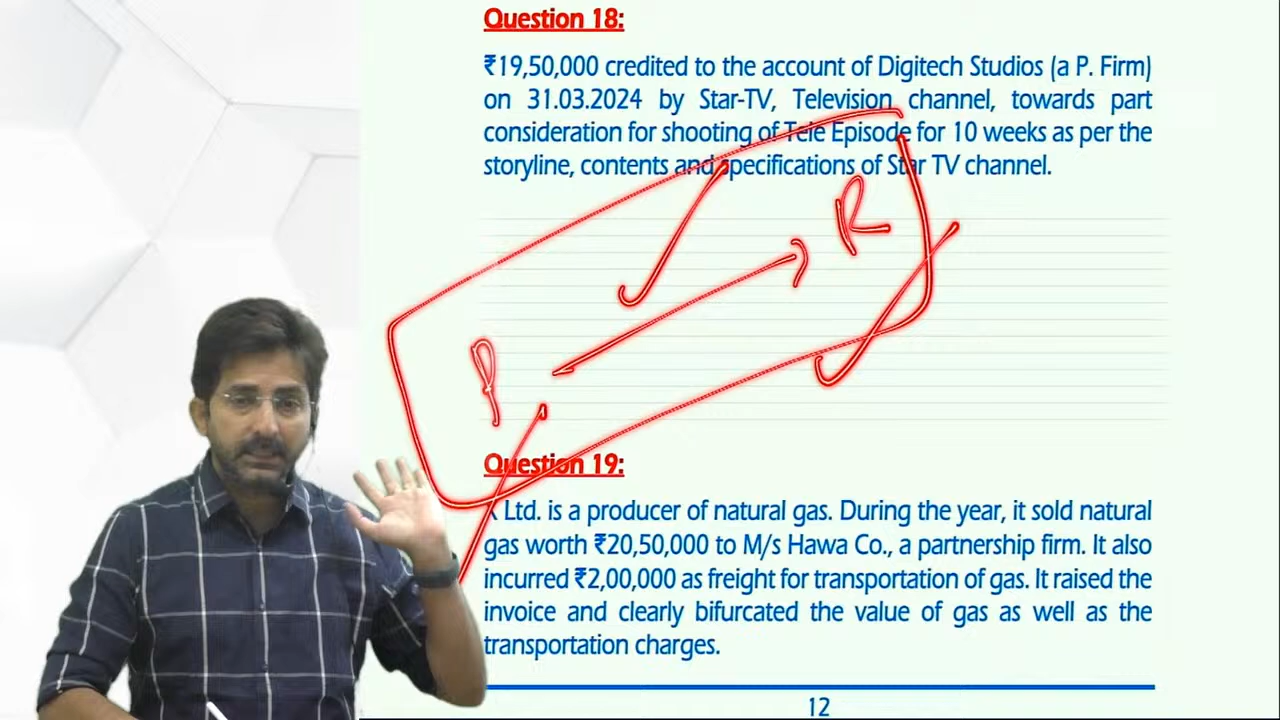 Question 18:
₹19,50,000 credited to the account of Digitech Studios (a P. Firm)
on 31.03.2024 by Star-TV, Television channel, towards part
consideration for shooting of Tele Episode for 10 weeks as per the
storyline, contents and specifications of Star TV channel.
R
P
Question 19:
Ltd. is a producer of natural gas. During the year, it sold natural
gas worth ₹20,50,000 to M/s Hawa Co., a partnership firm. It also
incurred ₹2,00,000 as freight for transportation of gas. It raised the
invoice and clearly bifurcated the value of gas as well as the
transportation charges.
12